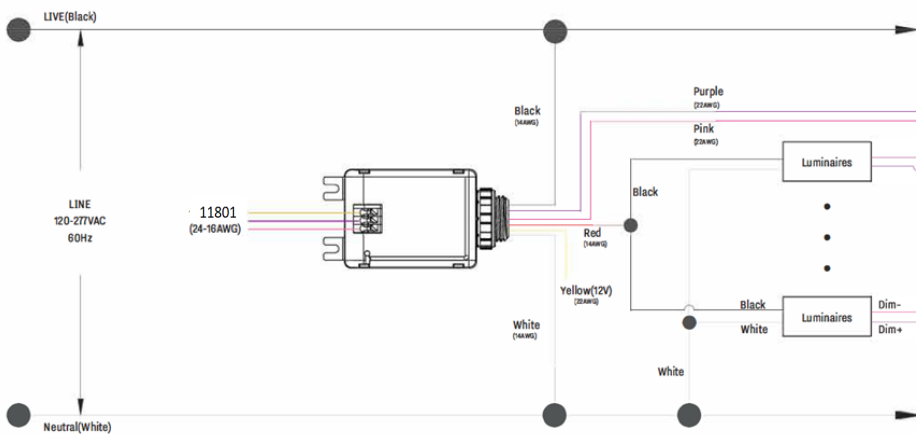 LIVE(Black)
Purple
(22AWG)
Black
(14AWG)
Pink
(22AWG)
Luminaires
LINE
120-277VAC
60Hz
11801
(24-16AWG)
Black
Red
(14AWG)
Yellow(12V)
(22AWG)
White
(14AWG)
Black
White
Luminaires
Dim-
Dim+
White
Neutral(White)